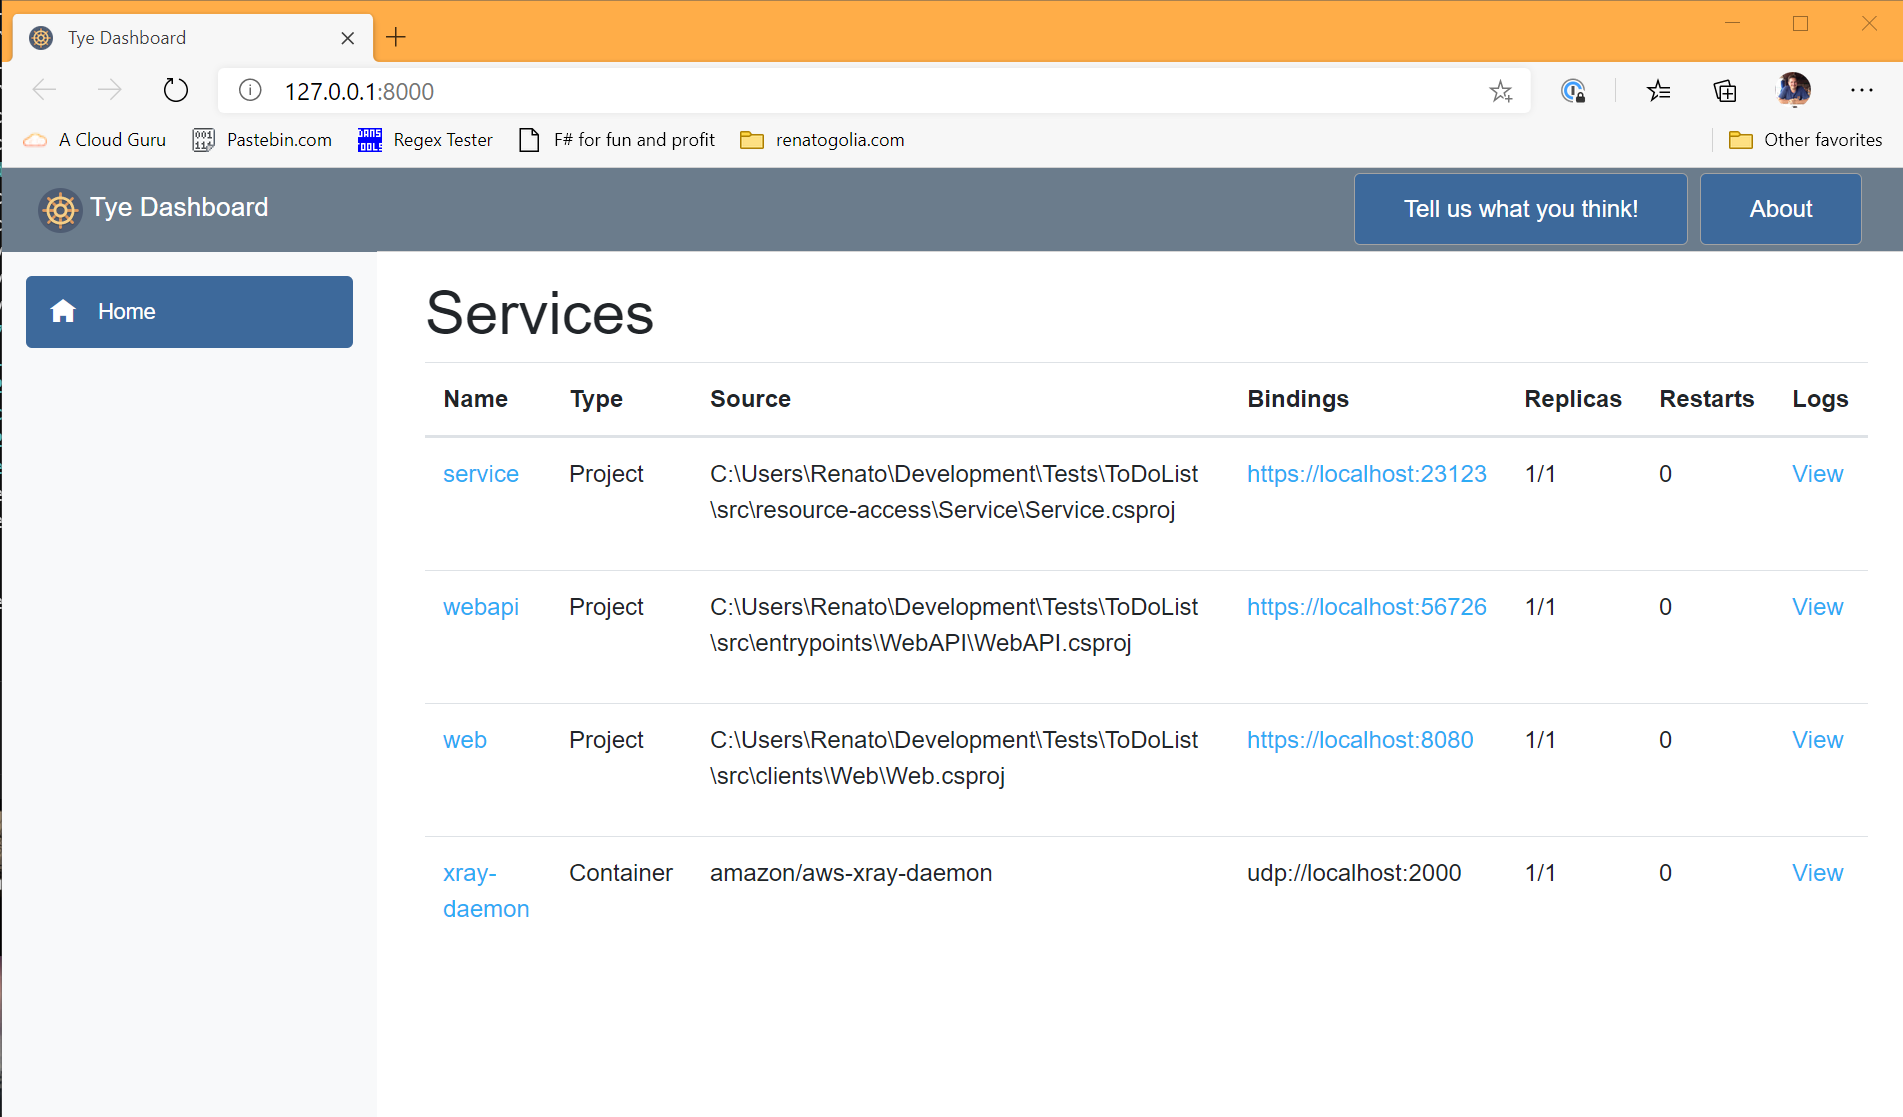 Tye Dashboard
127.0.0.1:8000
A Cloud Guru
001
114
Pastebin.com
DANS
TOOLS
Regex Tester
F# for fun and profit
renatogolia.com
Other favorites
Tye Dashboard
Tell us what you think!
About
Home
Services
Name Type Source Bindings Replicas Restarts Logs
service Project C:\Users\Renato\Development\Tests\ToDoList https://localhost:23123 1/1 0 View
\src\resource-access\Service\Service.csproj
webapi Project C:\Users\Renato\Development\Tests\ToDoList https://localhost:56726 1/1 0 View
\src\entrypoints\WebAPI\WebAPI.csproj
web Project C:\Users\Renato\Development\Tests\ToDoList https://localhost:8080 1/1 0 View
\src\clients\Web\Web.csproj
xray- Container amazon/aws-xray-daemon udp://localhost:2000 1/1 0 View
daemon